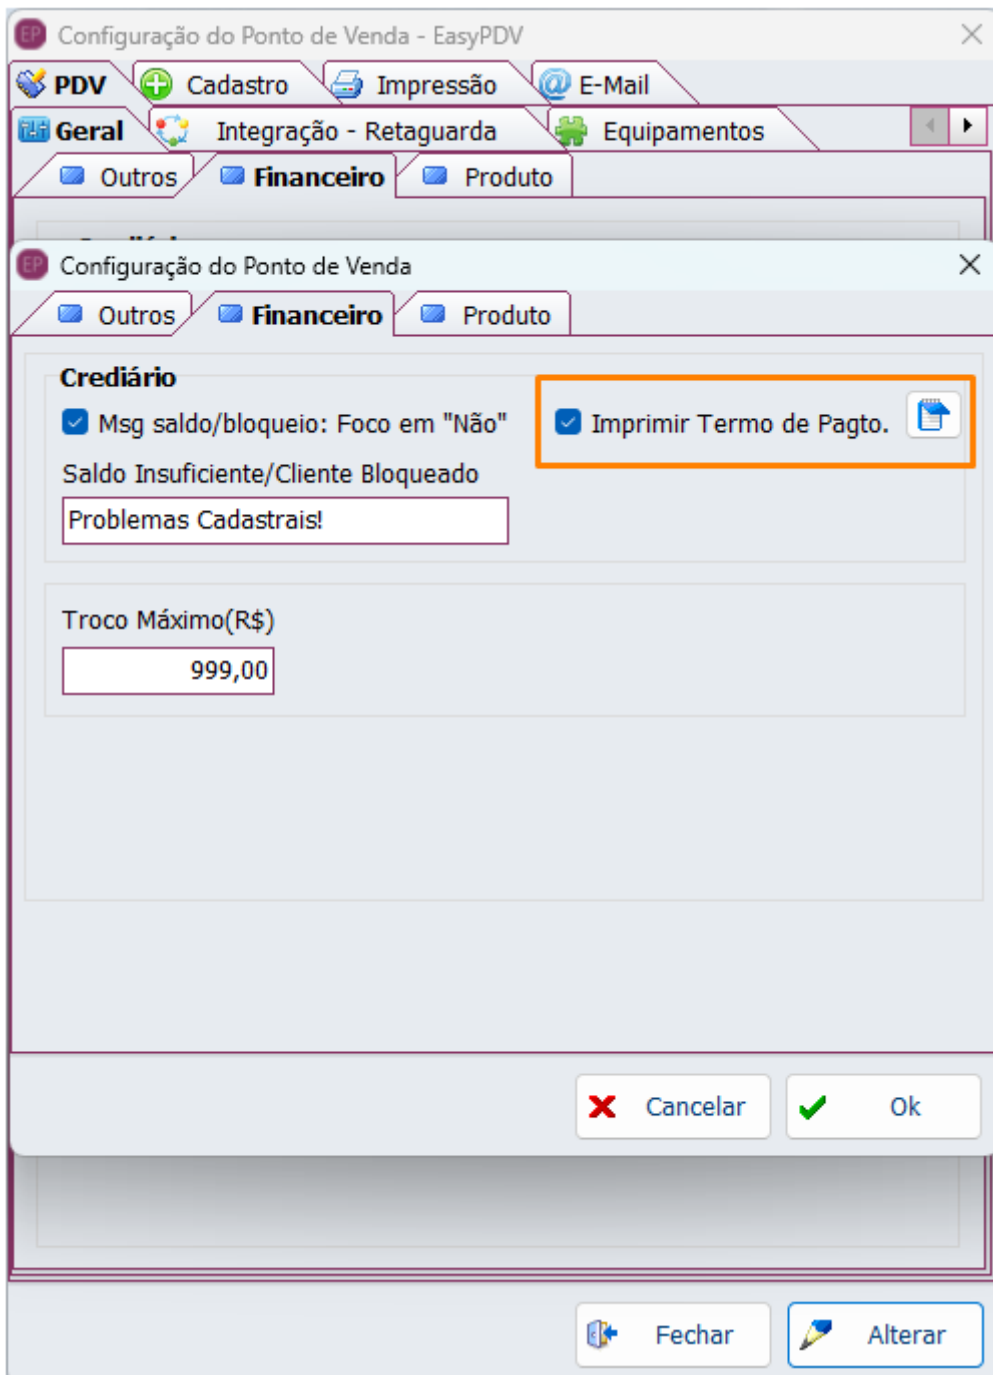 EP Configuração do Ponto de Venda - EasyPDV
PDV Cadastro Impressão E-Mail
Geral Integração - Retaguarda Equipamentos
Outros Financeiro Produto
EP Configuração do Ponto de Venda
Outros Financeiro Produto
Crediário
Msg saldo/bloqueio: Foco em "Não" Imprimir Termo de Pagto.
Saldo Insuficiente/Cliente Bloqueado
Problemas Cadastrais!
Troco Máximo(R$)
999,00
Cancelar Ok
Fechar Alterar